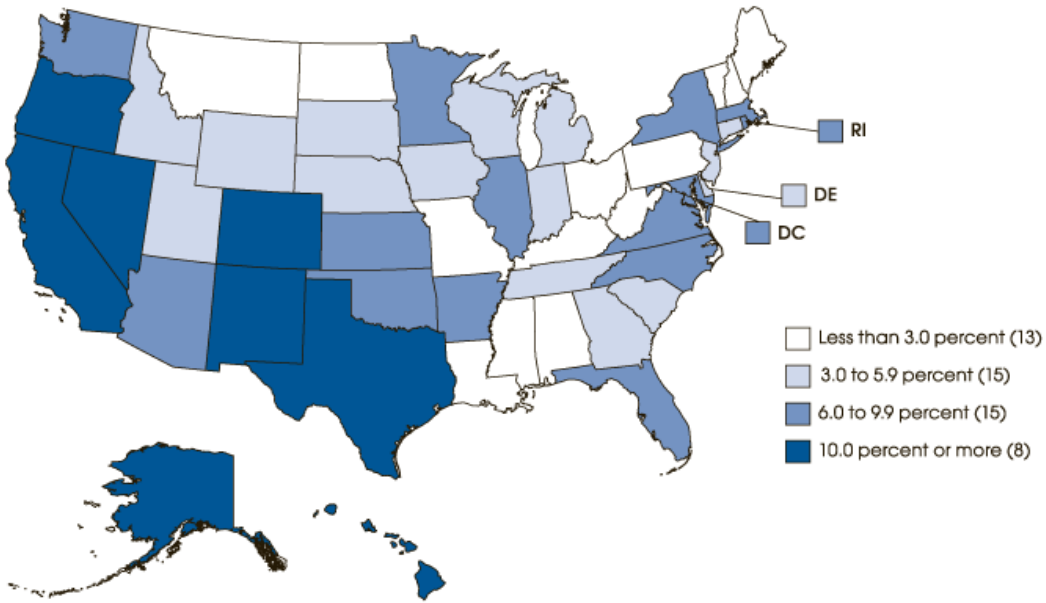 RI
DE
DC
Less than 3.0 percent (13)
3.0 to 5.9 percent (15)
6.0 to 9.9 percent (15)
10.0 percent or more (8)